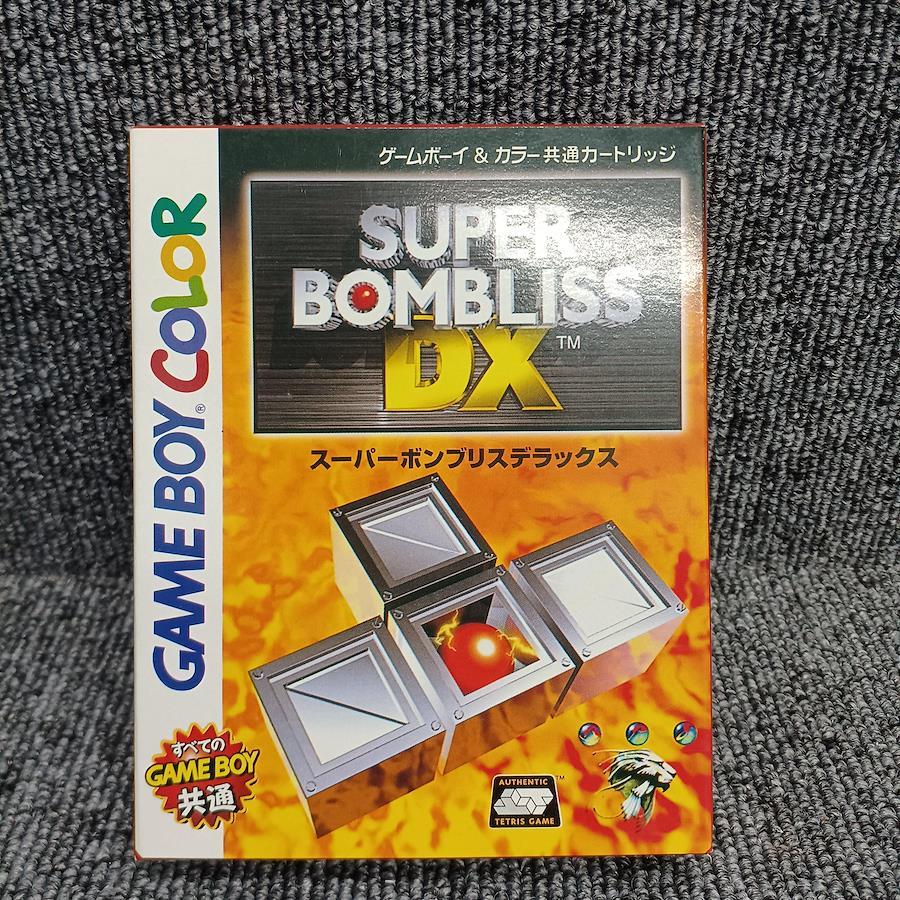 ゲームボーイ & カラー共通カートリッジ
SUPER
BOMBLISS
DX™
スーパーボンブリスデラックス
GAME BOY® COLOR
すべての
GAME BOY
共通
AUTHENTIC™
TETRIS GAME